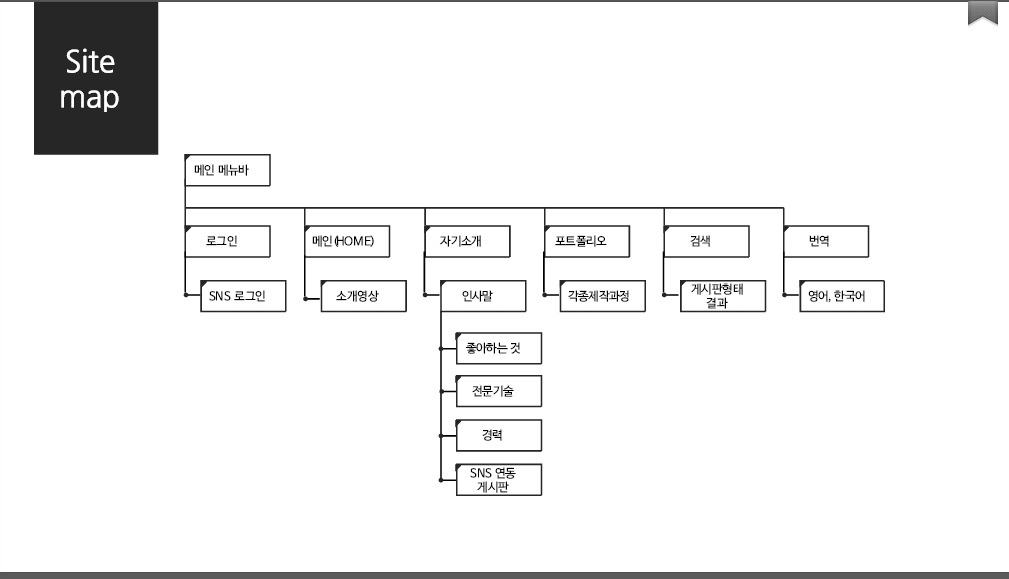 Site
map
메인 메뉴바
로그인
메인(HOME)
자기소개
포트폴리오
검색
번역
SNS 로그인
소개영상
인사말
각종제작과정
게시판형태
결과
영어, 한국어
좋아하는 것
전문기술
경력
SNS 연동
게시판